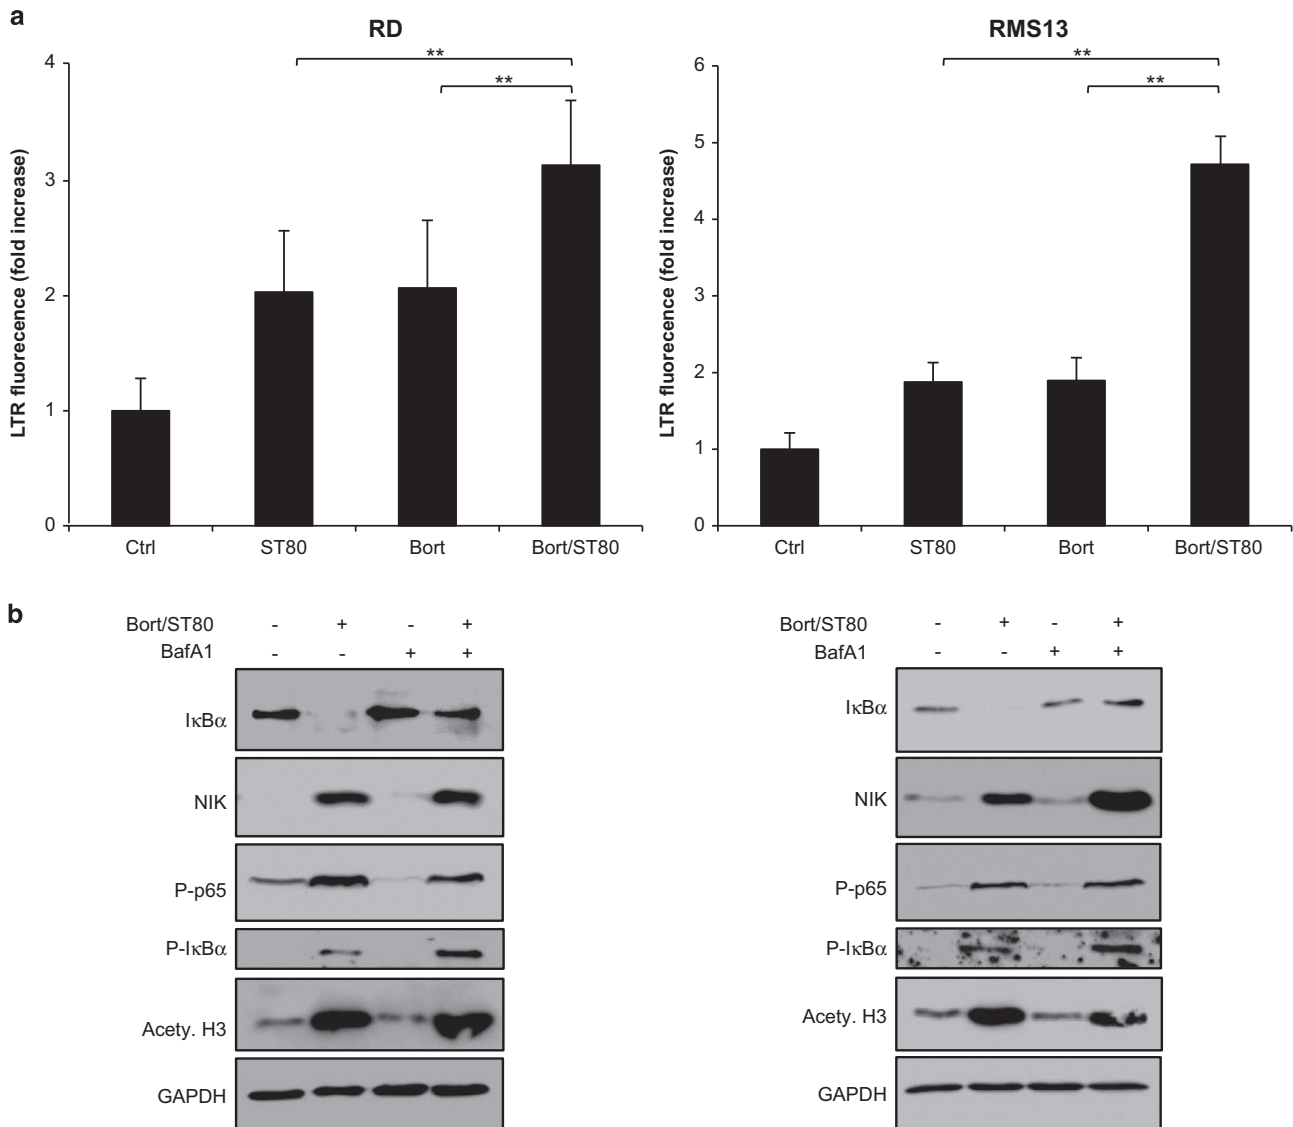 a
RD
**
**
LTR fluorecence (fold increase)
4
3
2
1
0
Ctrl ST80 Bort Bort/ST80
RMS13
**
**
LTR fluorecence (fold increase)
6
5
4
3
2
1
0
Ctrl ST80 Bort Bort/ST80
b
Bort/ST80 - + - +
BafA1 - - + +
IκBα
NIK
P-p65
P-IκBα
Acety. H3
GAPDH
Bort/ST80 - + - +
BafA1 - - + +
IκBα
NIK
P-p65
P-IκBα
Acety. H3
GAPDH